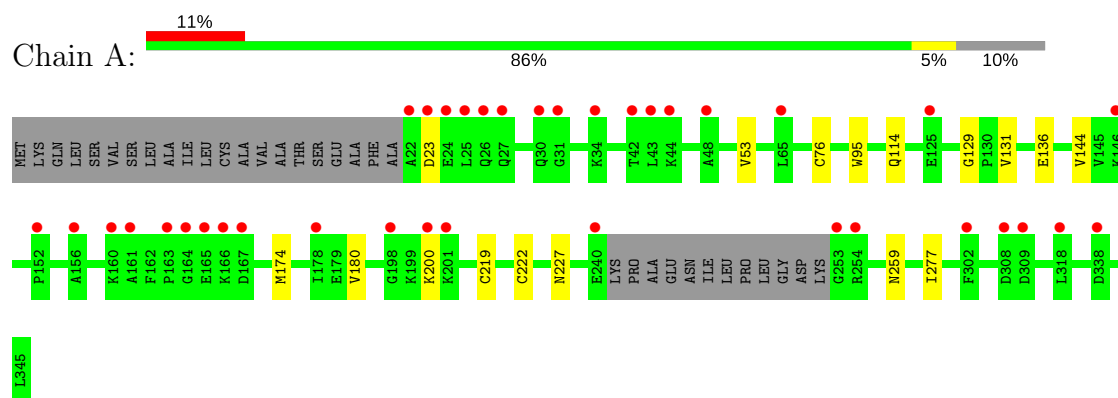 11%
Chain A:
86% 5% 10%
MET LYS GLN LEU SER VAL SER LEU ALA ILE LEU CYS ALA VAL ALA THR SER GLU ALA PHE ALA A22 D23 E24 L25 Q26 Q27 Q30 G31 K34 T42 L43 K44 A48 V53 L65 C76 W95 Q114 E125 G129 P130 V131 E136 V144 V145 K146
P152 A156 K160 A161 F162 P163 G164 E165 K166 D167 M174 I178 E179 V180 G198 K199 K200 K201 C219 C222 N227 E240 LYS PRO ALA GLU ASN ILE LEU PRO LEU GLY ASP LYS G253 R254 N259 I277 F302 D308 D309 L318 D338
L345